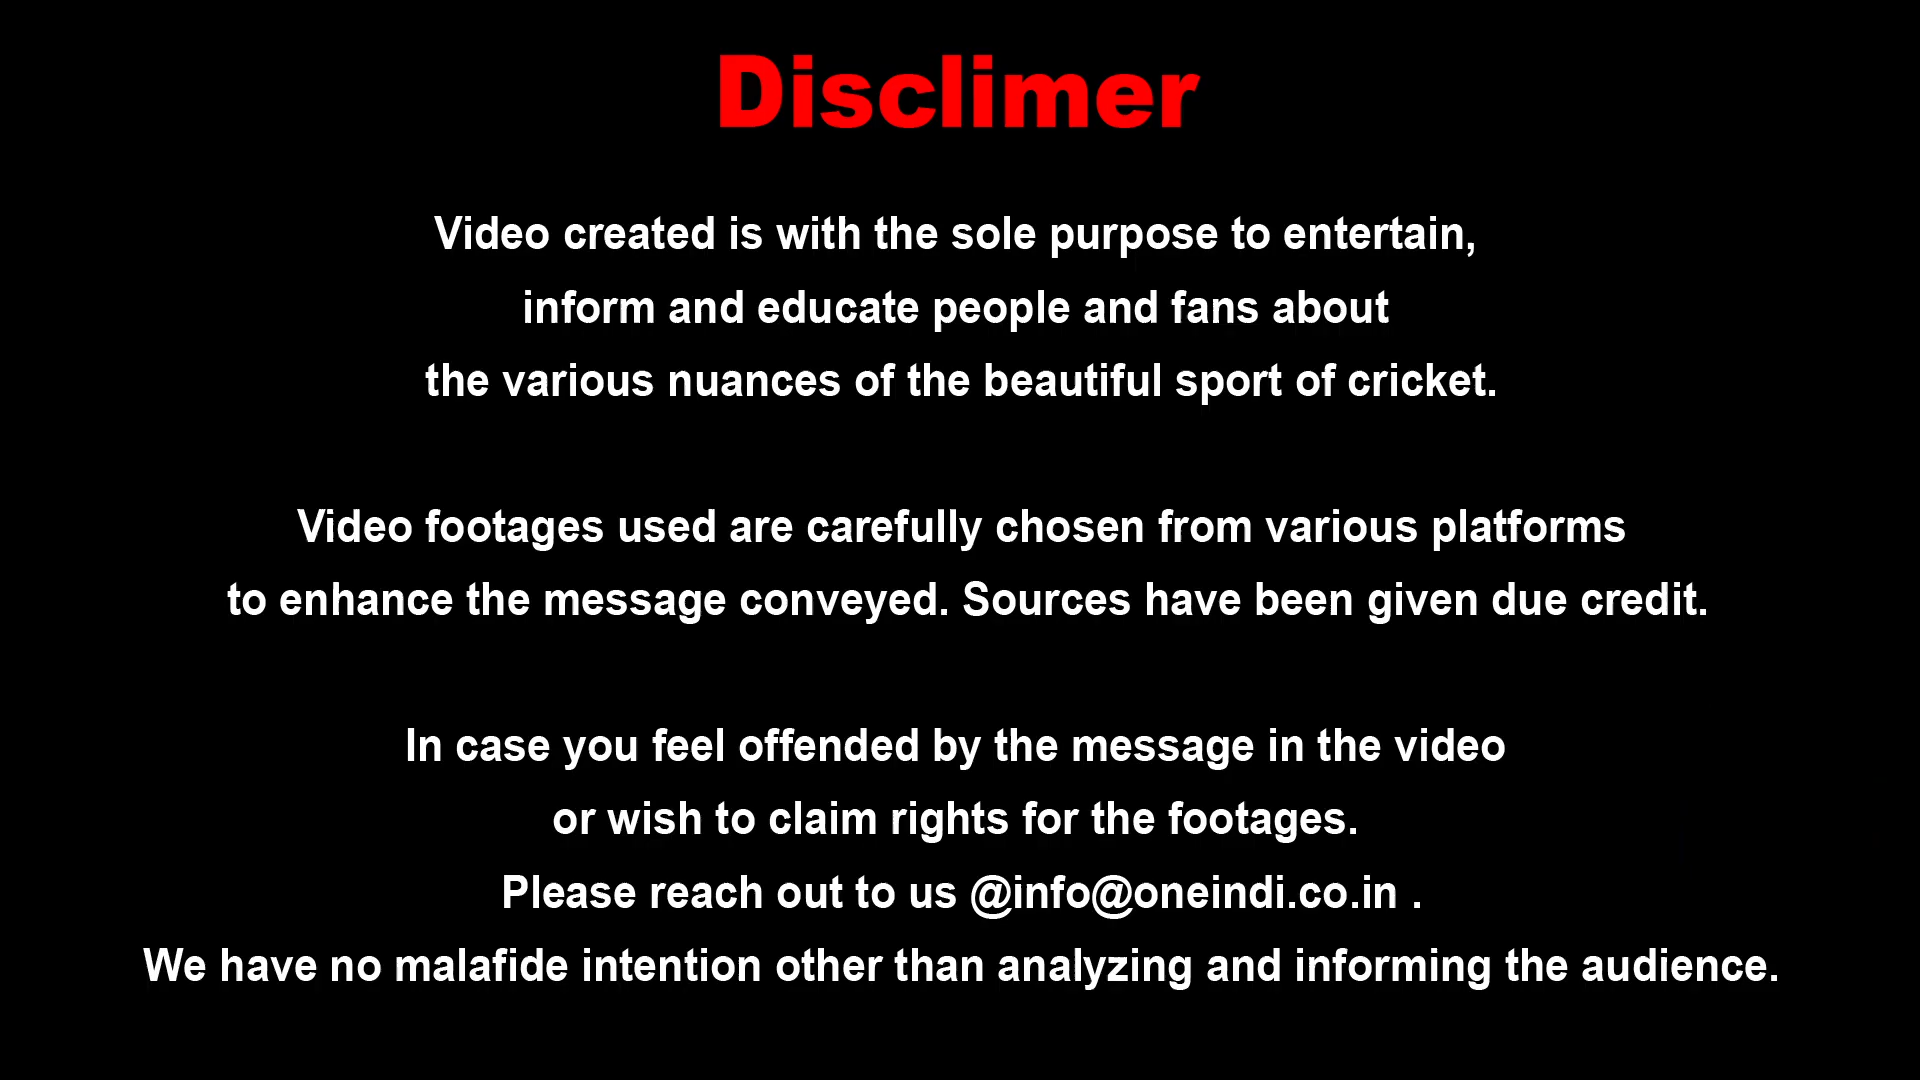 Disclimer
Video created is with the sole purpose to entertain,
inform and educate people and fans about
the various nuances of the beautiful sport of cricket.
Video footages used are carefully chosen from various platforms
to enhance the message conveyed. Sources have been given due credit.
In case you feel offended by the message in the video
or wish to claim rights for the footages.
Please reach out to us @info@oneindi.co.in .
We have no malafide intention other than analyzing and informing the audience.